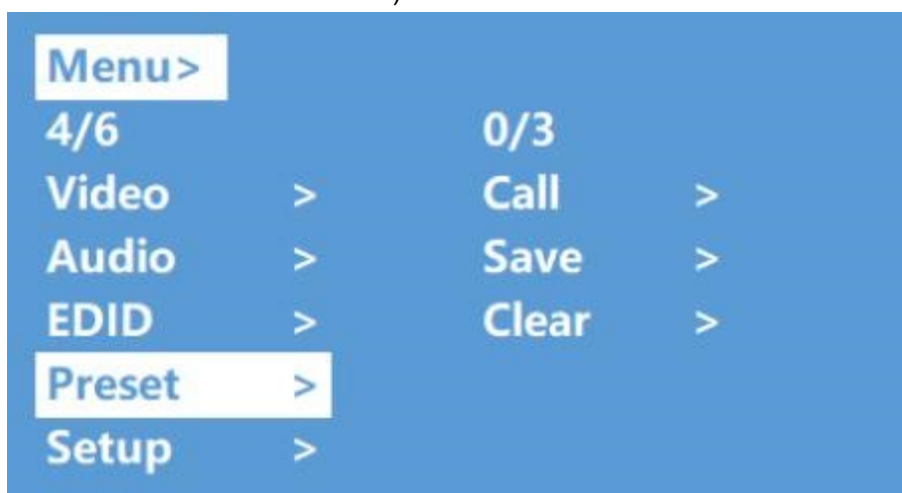 )
Menu>
4/6 0/3
Video > Call >
Audio > Save >
EDID > Clear >
Preset >
Setup >